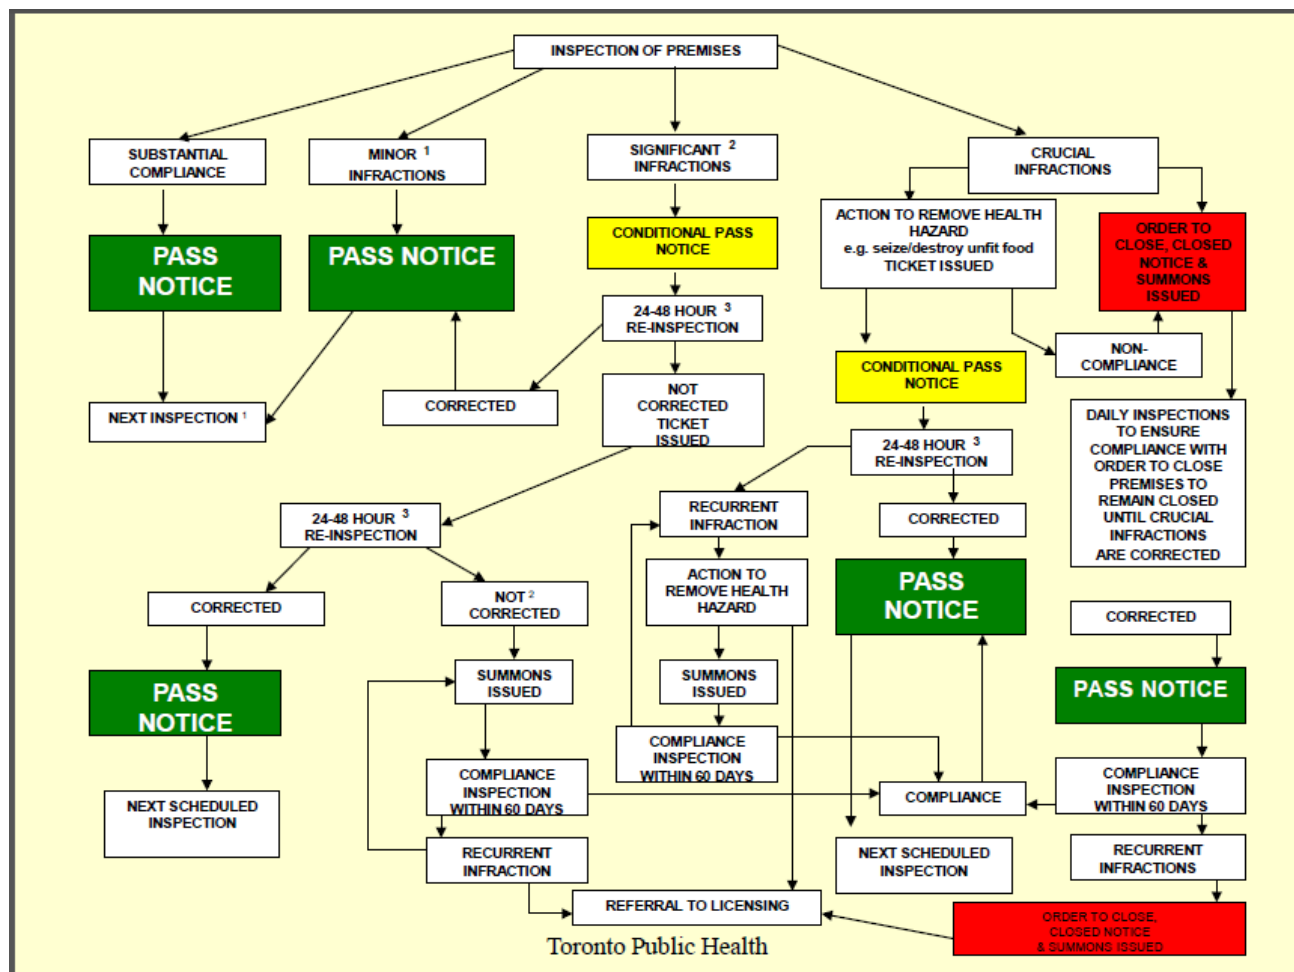 INSPECTION OF PREMISES
SUBSTANTIAL
COMPLIANCE
MINOR 1
INFRACTIONS
SIGNIFICANT 2
INFRACTIONS
CRUCIAL
INFRACTIONS
PASS
NOTICE
PASS NOTICE
CONDITIONAL PASS
NOTICE
ACTION TO REMOVE HEALTH
HAZARD
e.g. seize/destroy unfit food
TICKET ISSUED
ORDER TO
CLOSE, CLOSED
NOTICE &
SUMMONS
ISSUED
24-48 HOUR 3
RE-INSPECTION
NON-
COMPLIANCE
CONDITIONAL PASS
NOTICE
NEXT INSPECTION 1
CORRECTED
NOT
CORRECTED
TICKET
ISSUED
DAILY INSPECTIONS
TO ENSURE
COMPLIANCE WITH
ORDER TO CLOSE
PREMISES TO
REMAIN CLOSED
UNTIL CRUCIAL
INFRACTIONS
ARE CORRECTED
24-48 HOUR 3
RE-INSPECTION
24-48 HOUR 3
RE-INSPECTION
RECURRENT
INFRACTION
CORRECTED
CORRECTED
NOT 2
CORRECTED
ACTION TO
REMOVE HEALTH
HAZARD
PASS
NOTICE
CORRECTED
PASS
NOTICE
SUMMONS
ISSUED
SUMMONS
ISSUED
PASS NOTICE
COMPLIANCE
INSPECTION
WITHIN 60 DAYS
COMPLIANCE
INSPECTION
WITHIN 60 DAYS
COMPLIANCE
COMPLIANCE
INSPECTION
WITHIN 60 DAYS
NEXT SCHEDULED
INSPECTION
RECURRENT
INFRACTION
NEXT SCHEDULED
INSPECTION
RECURRENT
INFRACTIONS
REFERRAL TO LICENSING
ORDER TO CLOSE,
CLOSED NOTICE
& SUMMONS ISSUED
Toronto Public Health